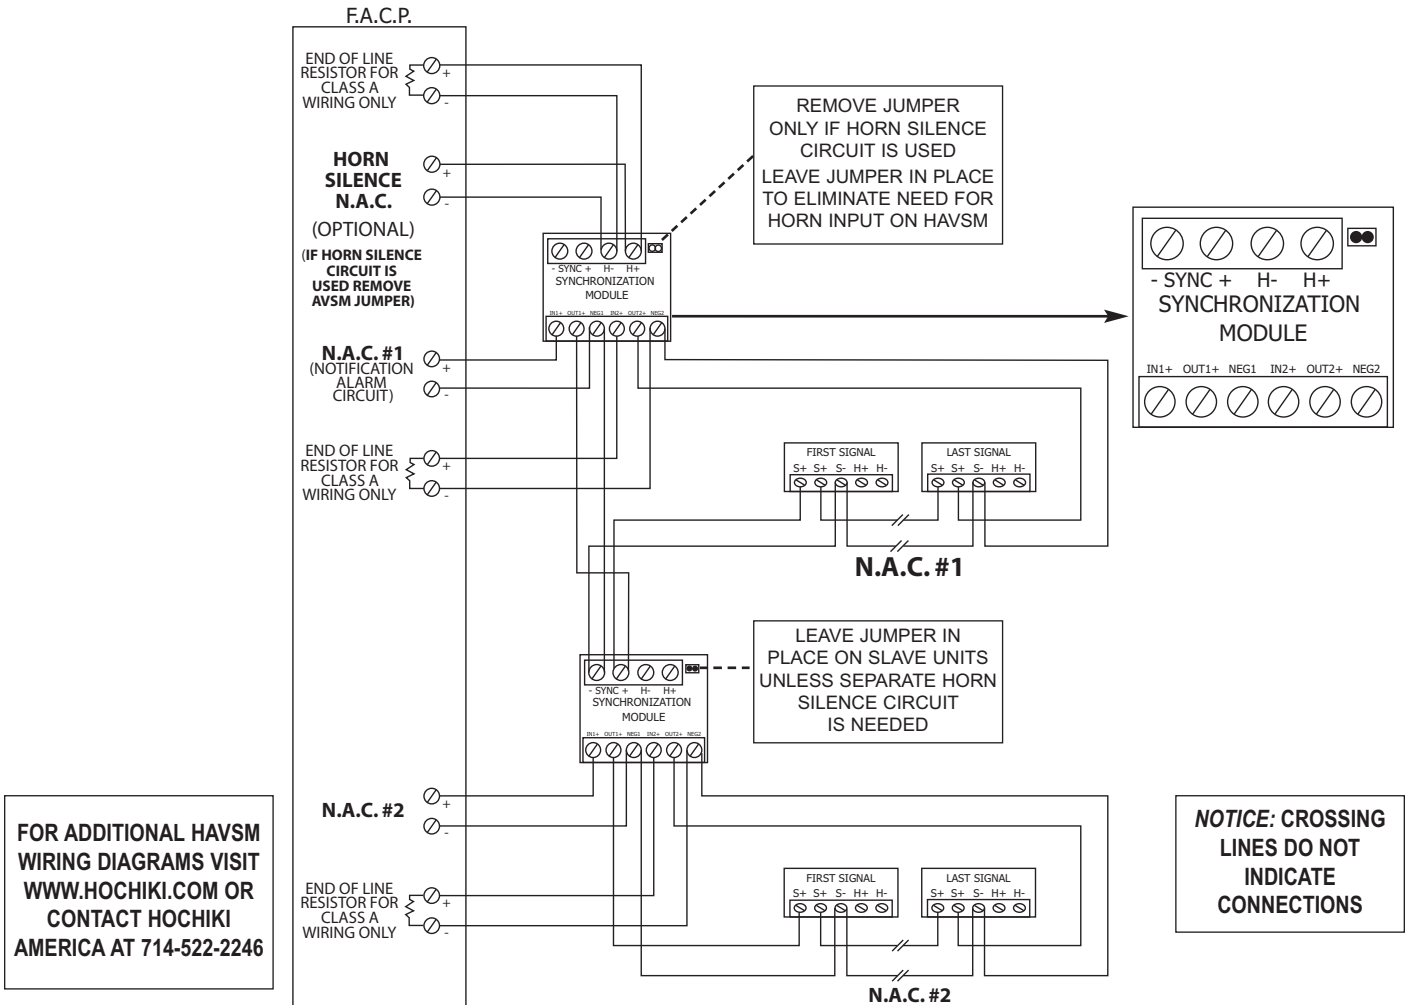 F.A.C.P.
END OF LINE
RESISTOR FOR
CLASS A
WIRING ONLY
+
-
HORN
SILENCE
N.A.C.
+
-
(OPTIONAL)
(IF HORN SILENCE
CIRCUIT IS
USED REMOVE
AVSM JUMPER)
N.A.C. #1
(NOTIFICATION
ALARM
CIRCUIT)
+
-
END OF LINE
RESISTOR FOR
CLASS A
WIRING ONLY
+
-
REMOVE JUMPER
ONLY IF HORN SILENCE
CIRCUIT IS USED
LEAVE JUMPER IN PLACE
TO ELIMINATE NEED FOR
HORN INPUT ON HAVSM
- SYNC + H- H+
SYNCHRONIZATION
MODULE
IN1+ OUT1+ NEG1 IN2+ OUT2+ NEG2
- SYNC + H- H+
SYNCHRONIZATION
MODULE
IN1+ OUT1+ NEG1 IN2+ OUT2+ NEG2
FIRST SIGNAL
S+ S+ S- H+ H-
LAST SIGNAL
S+ S+ S- H+ H-
N.A.C. #1
LEAVE JUMPER IN
PLACE ON SLAVE UNITS
UNLESS SEPARATE HORN
SILENCE CIRCUIT
IS NEEDED
- SYNC + H- H+
SYNCHRONIZATION
MODULE
IN1+ OUT1+ NEG1 IN2+ OUT2+ NEG2
N.A.C. #2
+
-
END OF LINE
RESISTOR FOR
CLASS A
WIRING ONLY
+
-
FIRST SIGNAL
S+ S+ S- H+ H-
LAST SIGNAL
S+ S+ S- H+ H-
N.A.C. #2
FOR ADDITIONAL HAVSM
WIRING DIAGRAMS VISIT
WWW.HOCHIKI.COM OR
CONTACT HOCHIKI
AMERICA AT 714-522-2246
NOTICE: CROSSING
LINES DO NOT
INDICATE
CONNECTIONS